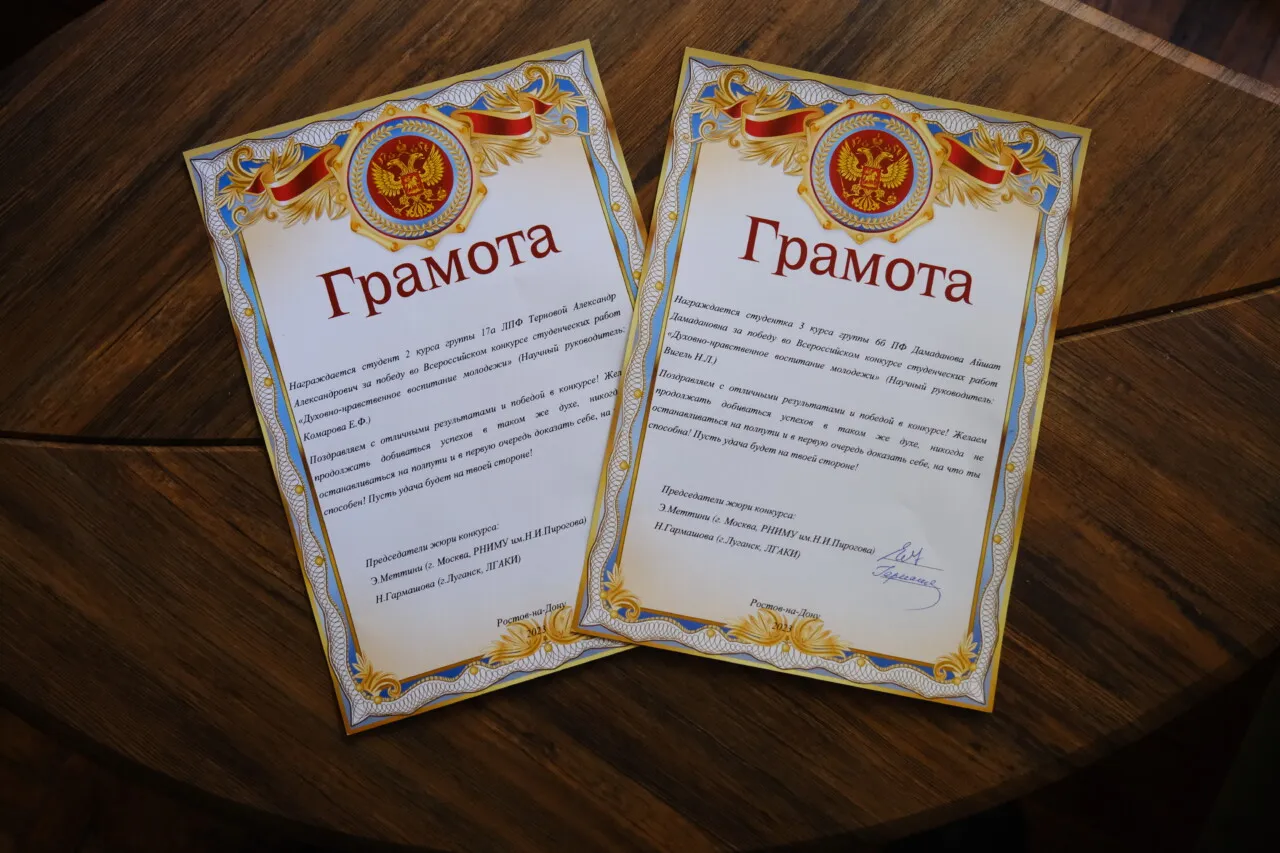 Грамота
Награждается студент 2 курса группы 17а ЛПФ Терновой Александр
Александрович за победу во Всероссийском конкурсе студенческих работ
«Духовно-нравственное воспитание молодежи» (Научный руководитель:
Комарова Е.Ф.)
Поздравляем с отличными результатами и победой в конкурсе! Жел
продолжать добиваться успехов в таком же духе, никогд
останавливаться на полпути и в первую очередь доказать себе, на
способен! Пусть удача будет на твоей стороне!
Председатели жюри конкурса:
Э.Меттини (г. Москва, РНИМУ им.Н.И.Пирогова)
Н.Гармашова (г.Луганск, ЛГАКИ)
Ростов-на-Дону
Грамота
Награждается студентка 3 курса группы 6б ПФ Дамаданова Айшат
Дамадановна за победу во Всероссийском конкурсе студенческих работ
«Духовно-нравственное воспитание молодежи» (Научный руководитель:
Вигель Н.Л.)
Поздравляем с отличными результатами и победой в конкурсе! Желаем
продолжать добиваться успехов в таком же духе, никогда не
останавливаться на полпути и в первую очередь доказать себе, на что ты
способна! Пусть удача будет на твоей стороне!
Председатели жюри конкурса:
Э.Меттини (г. Москва, РНИМУ им.Н.И.Пирогова)
Н.Гармашова (г.Луганск, ЛГАКИ)
Ростов-на-Дону